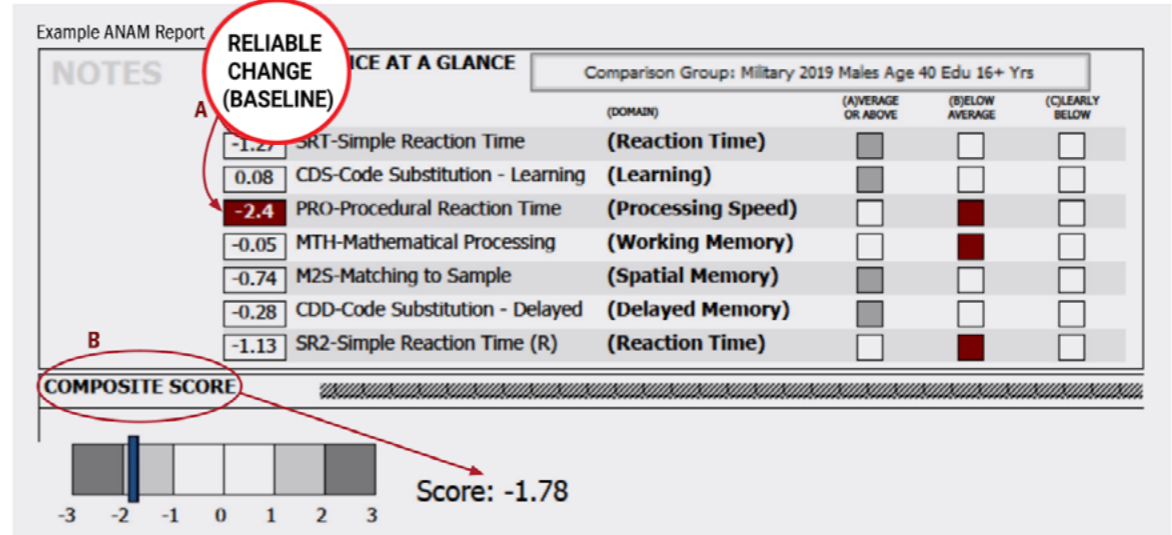 Example ANAM Report
RELIABLE
CHANGE
(BASELINE)
NOTES
ICE AT A GLANCE
Comparison Group: Military 2019 Males Age 40 Edu 16+ Yrs
A
(DOMAIN)
(A)VERAGE OR ABOVE
(B)ELOW AVERAGE
(C)LEARLY BELOW
-1.27 SRT-Simple Reaction Time (Reaction Time)
0.08 CDS-Code Substitution - Learning (Learning)
-2.4 PRO-Procedural Reaction Time (Processing Speed)
-0.05 MTH-Mathematical Processing (Working Memory)
-0.74 M2S-Matching to Sample (Spatial Memory)
-0.28 CDD-Code Substitution - Delayed (Delayed Memory)
-1.13 SR2-Simple Reaction Time (R) (Reaction Time)
B
COMPOSITE SCORE
Score: -1.78
-3 -2 -1 0 1 2 3